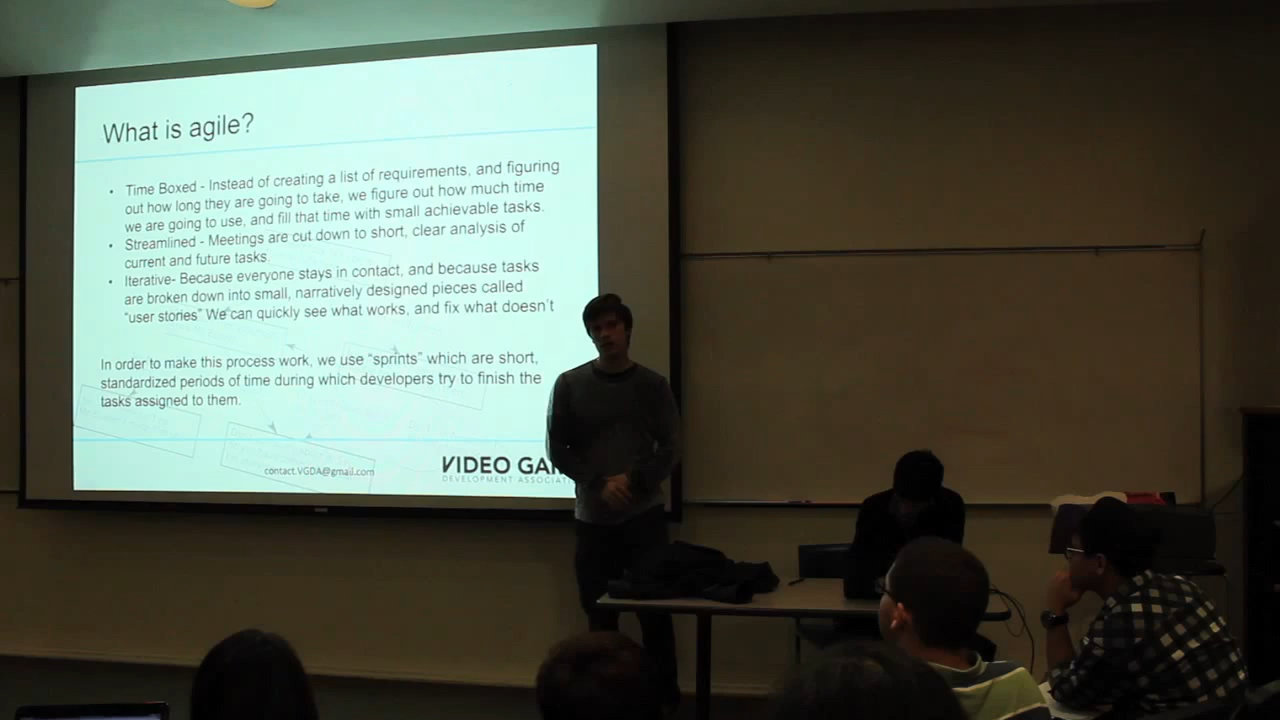 What is agile?
• Time Boxed - Instead of creating a list of requirements, and figuring
out how long they are going to take, we figure out how much time
we are going to use, and fill that time with small achievable tasks.
• Streamlined - Meetings are cut down to short, clear analysis of
current and future tasks.
• Iterative- Because everyone stays in contact, and because tasks
are broken down into small, narratively designed pieces called
“user stories” We can quickly see what works, and fix what doesn’t
In order to make this process work, we use “sprints” which are short,
standardized periods of time during which developers try to finish the
tasks assigned to them.
contact.VGDA@gmail.com
VIDEO GA
DEVELOPMENT ASSOCIAT